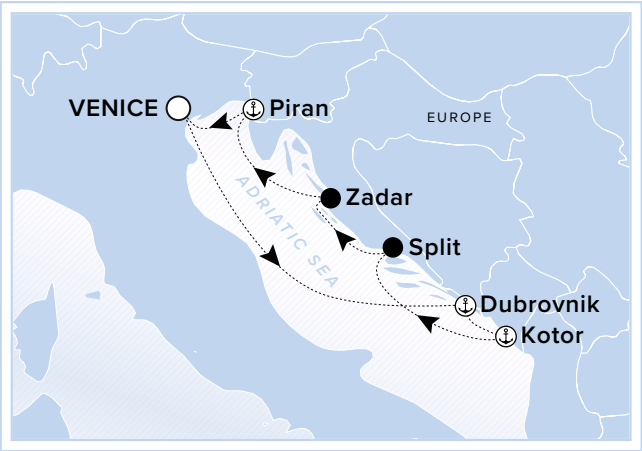 VENICE
Piran
EUROPE
Zadar
ADRIATIC SEA
Split
Dubrovnik
Kotor